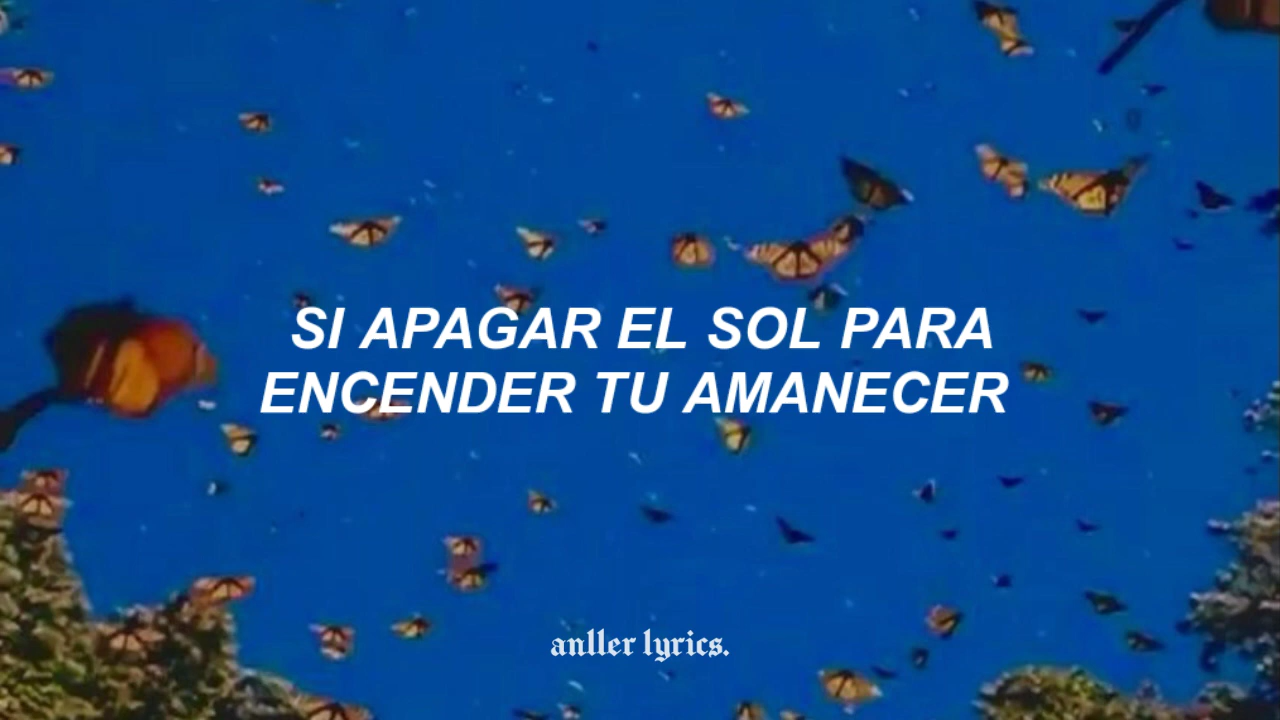 SI APAGAR EL SOL PARA
ENCENDER TU AMANECER
anller lyrics.